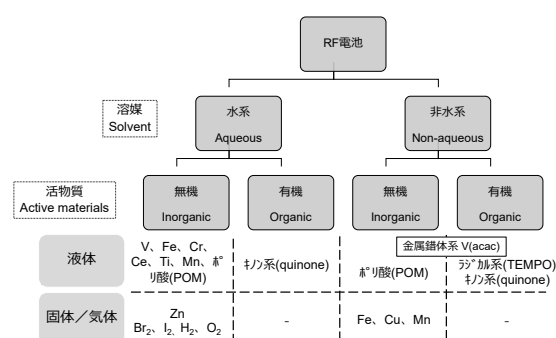 RF電池
溶媒
Solvent
水系
Aqueous
非水系
Non-aqueous
活物質
Active materials
無機
Inorganic
有機
Organic
無機
Inorganic
有機
Organic
液体
V、Fe、Cr、
Ce、Ti、Mn、ﾎﾟ
ﾘ酸(POM)
ｷﾉﾝ系(quinone)
金属錯体系 V(acac)
ﾎﾟﾘ酸(POM)
ﾗｼﾞｶﾙ系(TEMPO)
ｷﾉﾝ系(quinone)
固体／気体
Zn
Br₂、I₂、H₂、O₂
-
Fe、Cu、Mn
-